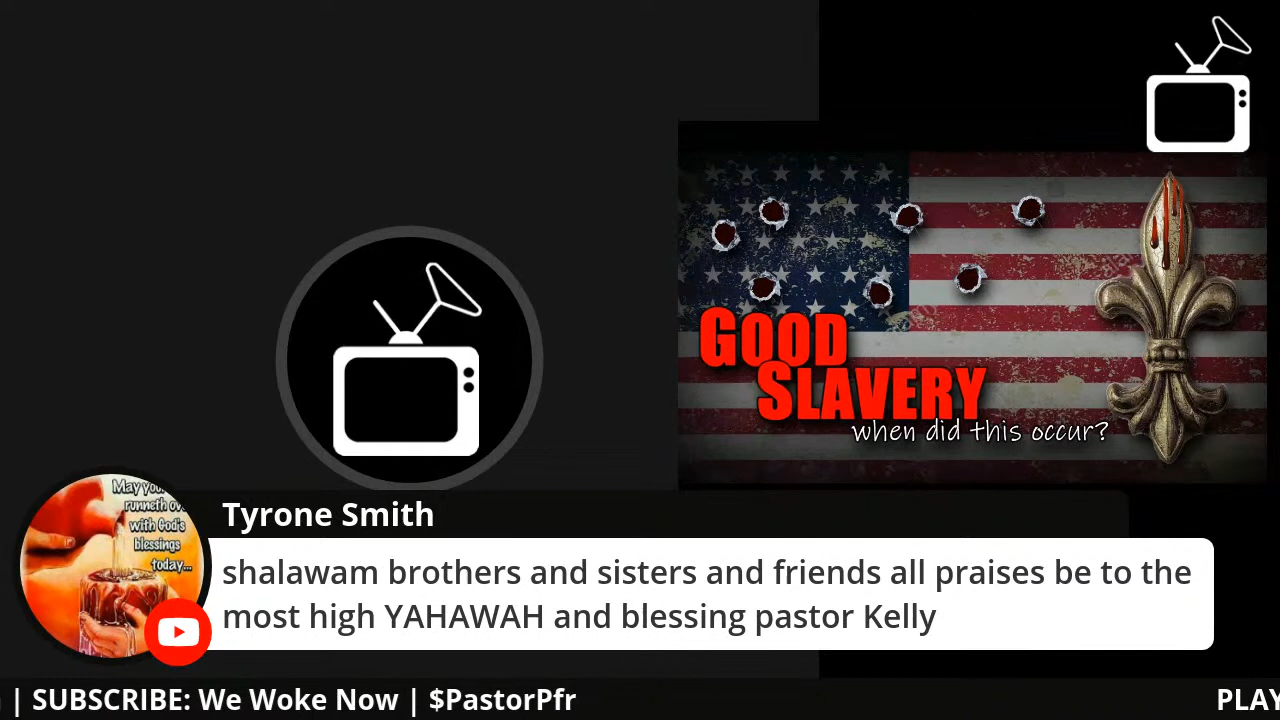 GOOD
SLAVERY
when did this occur?
May you
runneth ov
with God's
blessings
today...
Tyrone Smith
shalawam brothers and sisters and friends all praises be to the
most high YAHAWAH and blessing pastor Kelly
| SUBSCRIBE: We Woke Now | $PastorPfr
PLAY